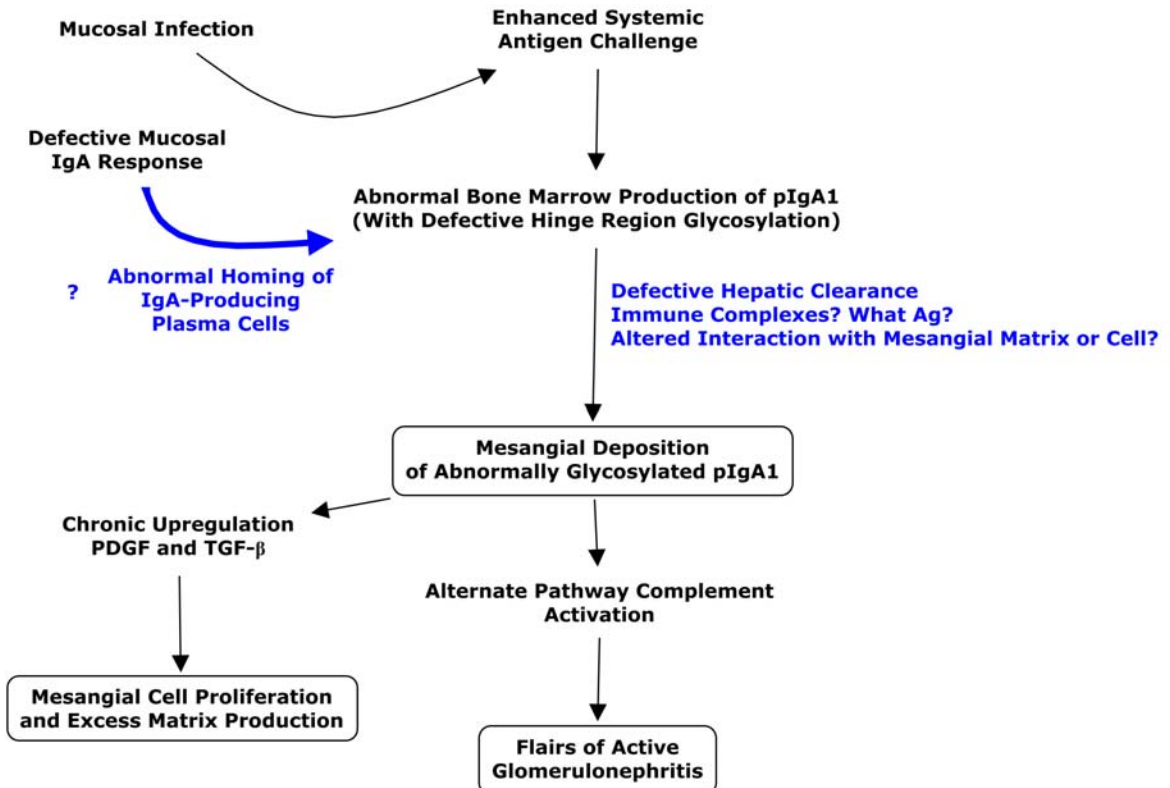 Mucosal Infection
Enhanced Systemic
Antigen Challenge
Defective Mucosal
IgA Response
Abnormal Bone Marrow Production of pIgA1
(With Defective Hinge Region Glycosylation)
?
Abnormal Homing of
IgA-Producing
Plasma Cells
Defective Hepatic Clearance
Immune Complexes? What Ag?
Altered Interaction with Mesangial Matrix or Cell?
Mesangial Deposition
of Abnormally Glycosylated pIgA1
Chronic Upregulation
PDGF and TGF-β
Alternate Pathway Complement
Activation
Mesangial Cell Proliferation
and Excess Matrix Production
Flairs of Active
Glomerulonephritis